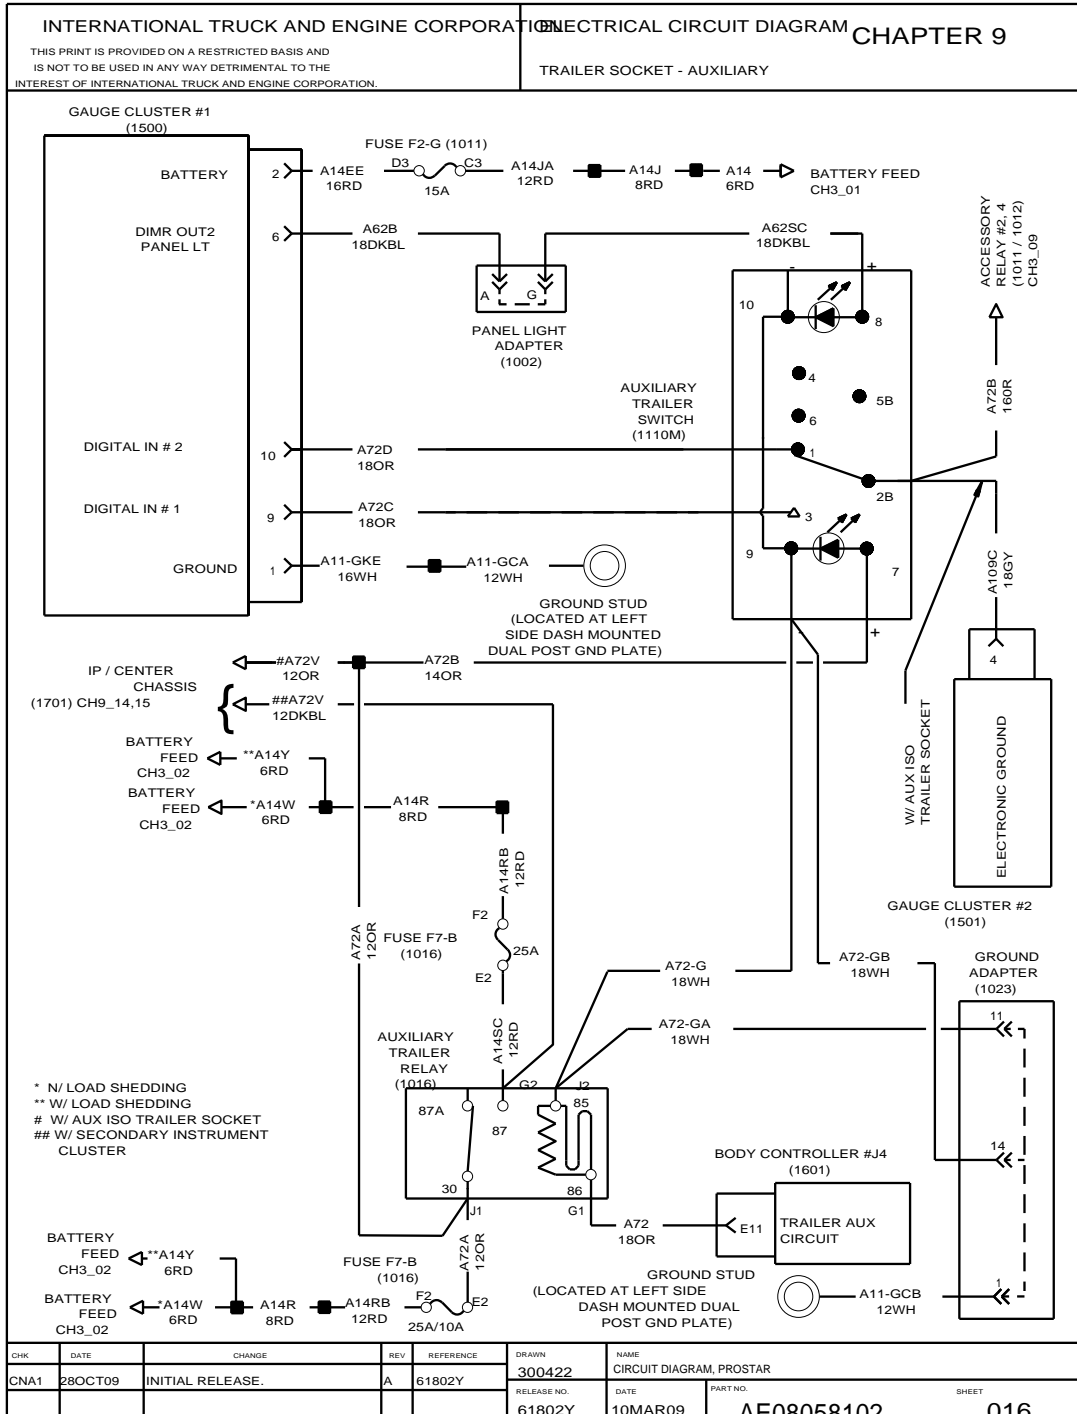 INTERNATIONAL TRUCK AND ENGINE CORPORATION
ELECTRICAL CIRCUIT DIAGRAM
CHAPTER 9
THIS PRINT IS PROVIDED ON A RESTRICTED BASIS AND
IS NOT TO BE USED IN ANY WAY DETRIMENTAL TO THE
INTEREST OF INTERNATIONAL TRUCK AND ENGINE CORPORATION.
TRAILER SOCKET - AUXILIARY
GAUGE CLUSTER #1
(1500)
BATTERY
2
A14EE
16RD
FUSE F2-G (1011)
D3
C3
15A
A14JA
12RD
A14J
8RD
A14
6RD
BATTERY FEED
CH3_01
DIMR OUT2
PANEL LT
6
A62B
18DKBL
A62SC
18DKBL
A
G
PANEL LIGHT
ADAPTER
(1002)
ACCESSORY
RELAY #2, 4
(1011 / 1012)
CH3_09
A72B
16OR
-
+
10
8
4
5B
6
1
2B
3
9
7
-
+
AUXILIARY
TRAILER
SWITCH
(1110M)
DIGITAL IN # 2
10
A72D
18OR
DIGITAL IN # 1
9
A72C
18OR
GROUND
1
A11-GKE
16WH
A11-GCA
12WH
GROUND STUD
(LOCATED AT LEFT
SIDE DASH MOUNTED
DUAL POST GND PLATE)
A109C
18GY
4
ELECTRONIC GROUND
GAUGE CLUSTER #2
(1501)
W/ AUX ISO
TRAILER SOCKET
IP / CENTER
CHASSIS
(1701) CH9_14,15
#A72V
12OR
A72B
14OR
##A72V
12DKBL
BATTERY
FEED
CH3_02
**A14Y
6RD
BATTERY
FEED
CH3_02
*A14W
6RD
A14R
8RD
A14RB
12RD
F2
25A
E2
FUSE F7-B
(1016)
A72A
12OR
A14SC
12RD
A72-G
18WH
A72-GA
18WH
A72-GB
18WH
GROUND
ADAPTER
(1023)
11
14
1
AUXILIARY
TRAILER
RELAY
(1016)
G2
J2
87A
87
85
30
86
J1
G1
* N/ LOAD SHEDDING
** W/ LOAD SHEDDING
# W/ AUX ISO TRAILER SOCKET
## W/ SECONDARY INSTRUMENT
CLUSTER
BODY CONTROLLER #J4
(1601)
A72
18OR
E11
TRAILER AUX
CIRCUIT
A72A
12OR
BATTERY
FEED
CH3_02
**A14Y
6RD
BATTERY
FEED
CH3_02
*A14W
6RD
A14R
8RD
A14RB
12RD
FUSE F7-B
(1016)
F2
E2
25A/10A
GROUND STUD
(LOCATED AT LEFT SIDE
DASH MOUNTED DUAL
POST GND PLATE)
A11-GCB
12WH
CHK DATE CHANGE REV REFERENCE
CNA1 28OCT09 INITIAL RELEASE. A 61802Y
DRAWN
300422
NAME
CIRCUIT DIAGRAM, PROSTAR
RELEASE NO.
61802Y
DATE
10MAR09
PART NO.
AE08058102
SHEET
016